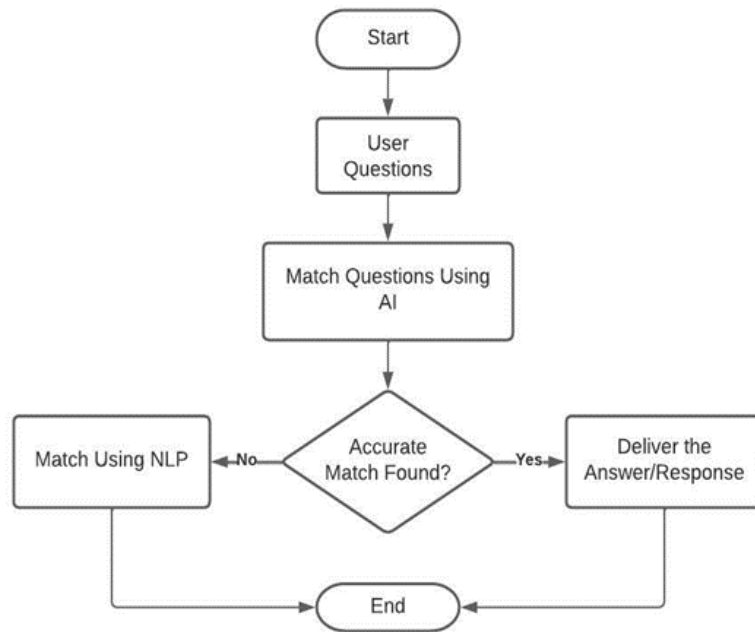 Start
User
Questions
Match Questions Using
AI
Accurate
Match Found?
No
Yes
Match Using NLP
Deliver the
Answer/Response
End